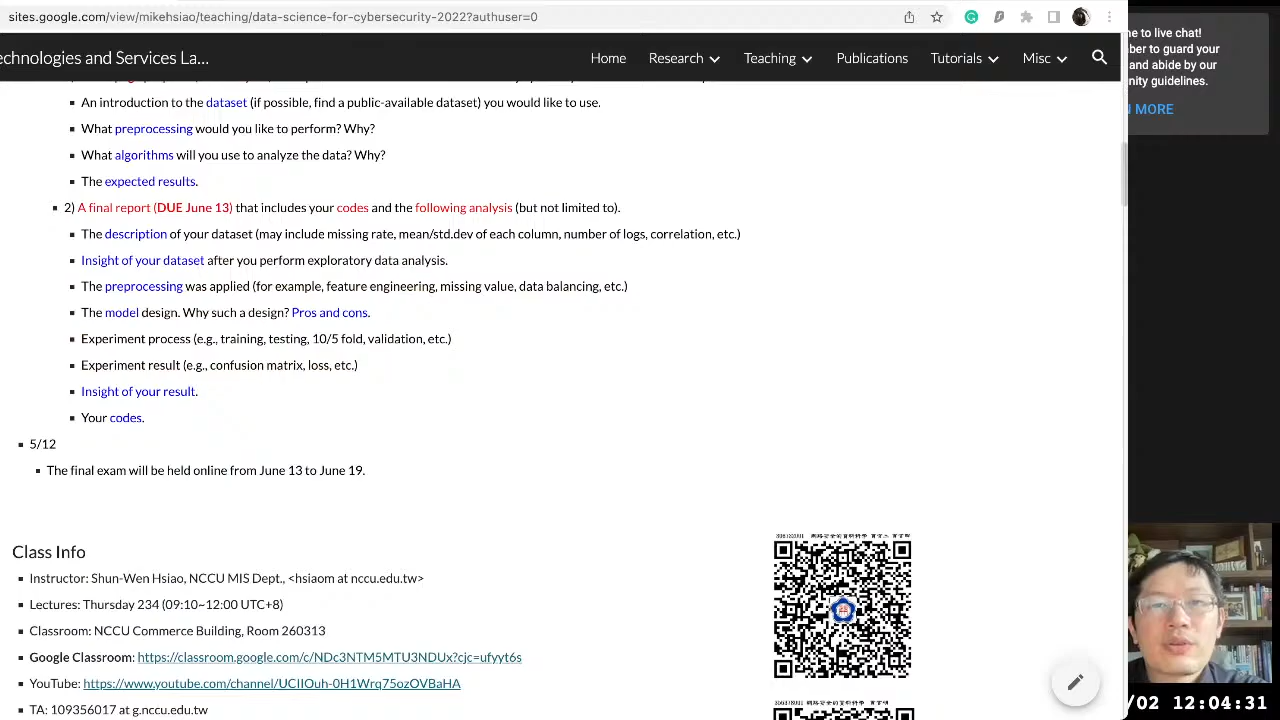 sites.google.com/view/mikehsiao/teaching/data-science-for-cybersecurity-2022?authuser=0
echnologies and Services La...
Home
Research
Teaching
Publications
Tutorials
Misc
An introduction to the dataset (if possible, find a public-available dataset) you would like to use.
What preprocessing would you like to perform? Why?
What algorithms will you use to analyze the data? Why?
The expected results.
2) A final report (DUE June 13) that includes your codes and the following analysis (but not limited to).
The description of your dataset (may include missing rate, mean/std.dev of each column, number of logs, correlation, etc.)
Insight of your dataset after you perform exploratory data analysis.
The preprocessing was applied (for example, feature engineering, missing value, data balancing, etc.)
The model design. Why such a design? Pros and cons.
Experiment process (e.g., training, testing, 10/5 fold, validation, etc.)
Experiment result (e.g., confusion matrix, loss, etc.)
Insight of your result.
Your codes.
5/12
The final exam will be held online from June 13 to June 19.
Class Info
Instructor: Shun-Wen Hsiao, NCCU MIS Dept., <hsiaom at nccu.edu.tw>
Lectures: Thursday 234 (09:10~12:00 UTC+8)
Classroom: NCCU Commerce Building, Room 260313
Google Classroom: https://classroom.google.com/c/NDc3NTM5MTU3NDUx?cjc=ufyyt6s
YouTube: https://www.youtube.com/channel/UCIIOuh-0H1Wrq75ozOVBaHA
TA: 109356017 at g.nccu.edu.tw
ne to live chat!
ber to guard your
and abide by our
nity guidelines.
N MORE
/02 12:04:31